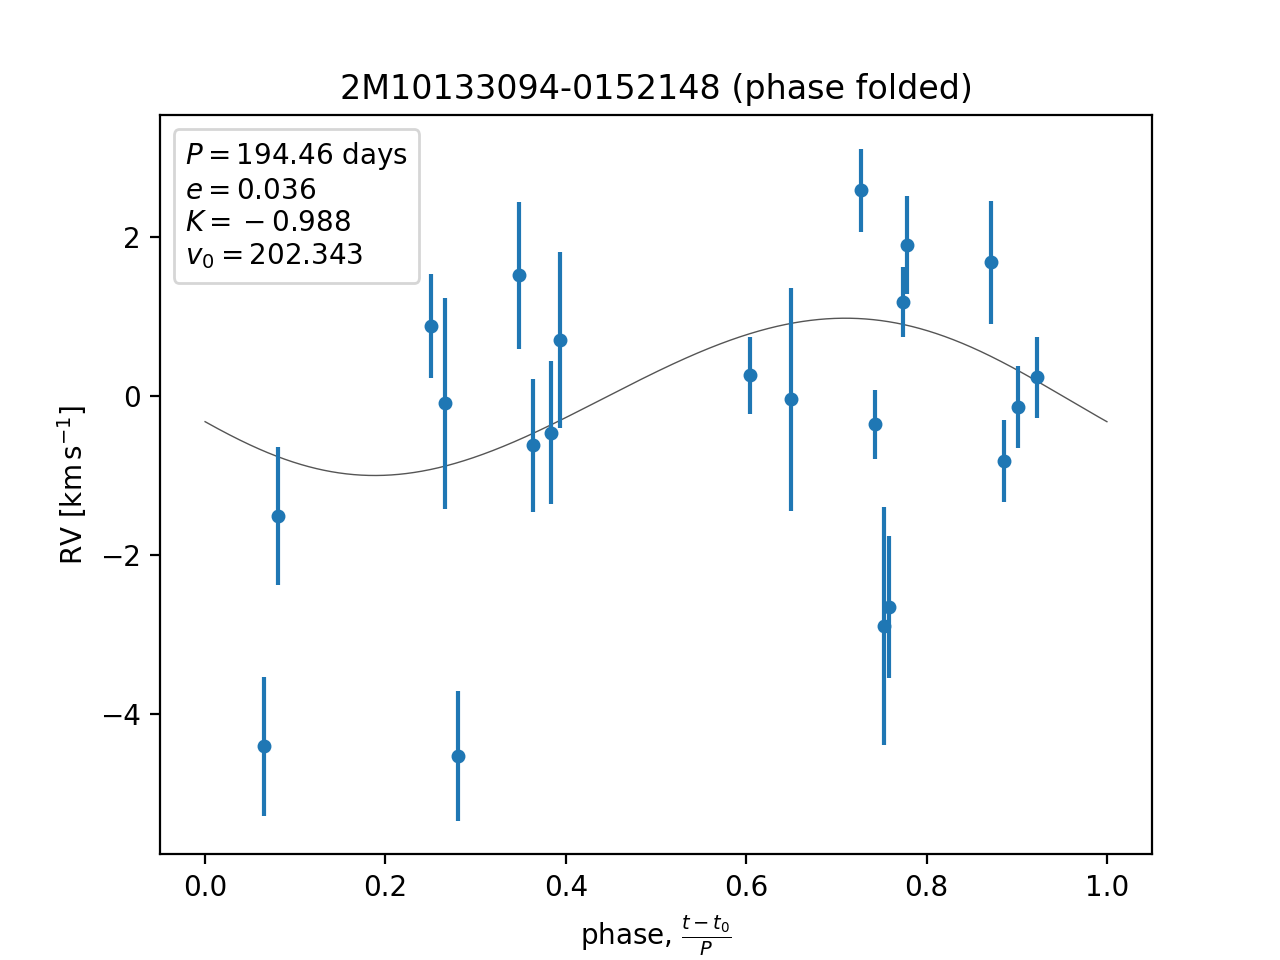 2M10133094-0152148 (phase folded)
P = 194.46 days
e = 0.036
K = −0.988
v₀ = 202.343
RV [km s⁻¹]
2
0
−2
−4
0.0 0.2 0.4 0.6 0.8 1.0
phase, (t − t₀)/P